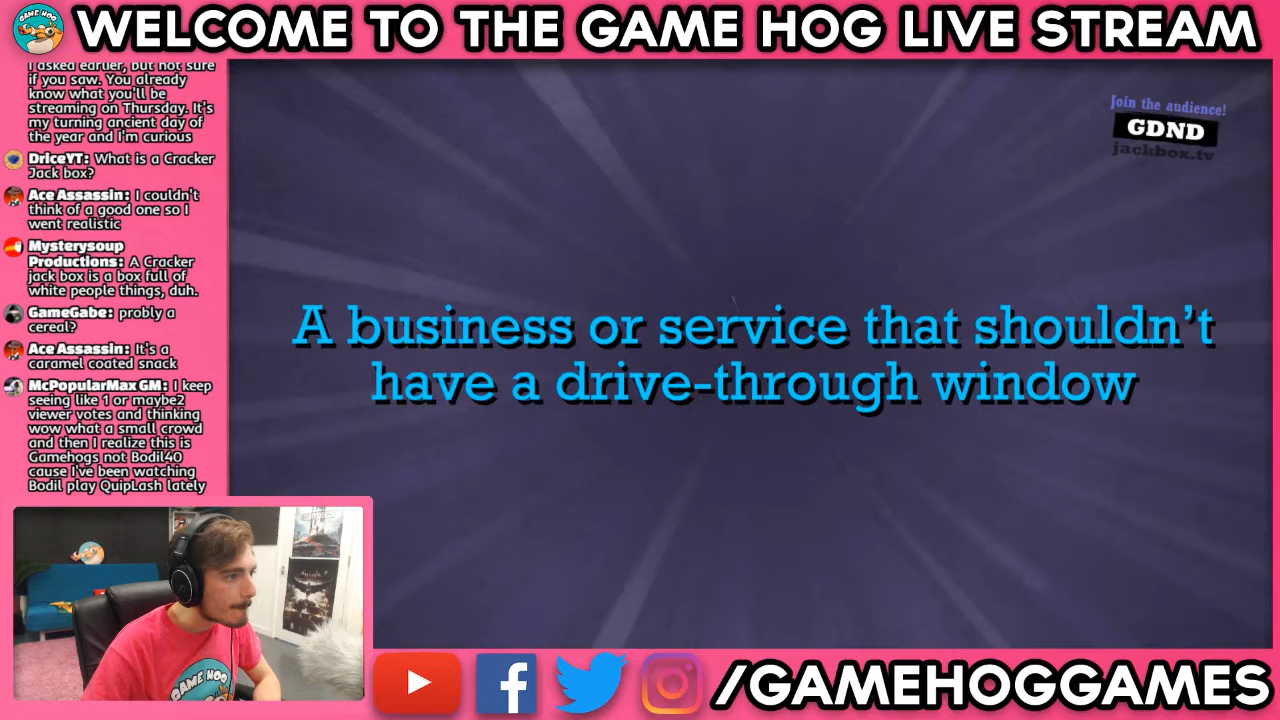 WELCOME TO THE GAME HOG LIVE STREAM
I asked earlier, but not sure
if you saw. You already
know what you'll be
streaming on Thursday. It's
my turning ancient day of
the year and I'm curious
DriceYT: What is a Cracker
Jack box?
Ace Assassin: I couldn't
think of a good one so I
went realistic
Mysterysoup
Productions: A Cracker
jack box is a box full of
white people things, duh.
GameGabe: probly a
cereal?
Ace Assassin: It's a
caramel coated snack
McPopularMax GM: I keep
seeing like 1 or maybe2
viewer votes and thinking
wow what a small crowd
and then I realize this is
Gamehogs not Bodil40
cause I've been watching
Bodil play QuipLash lately
Join the audience!
GDND
jackbox.tv
A business or service that shouldn't
have a drive-through window
GAME HOG
/GAMEHOGGAMES